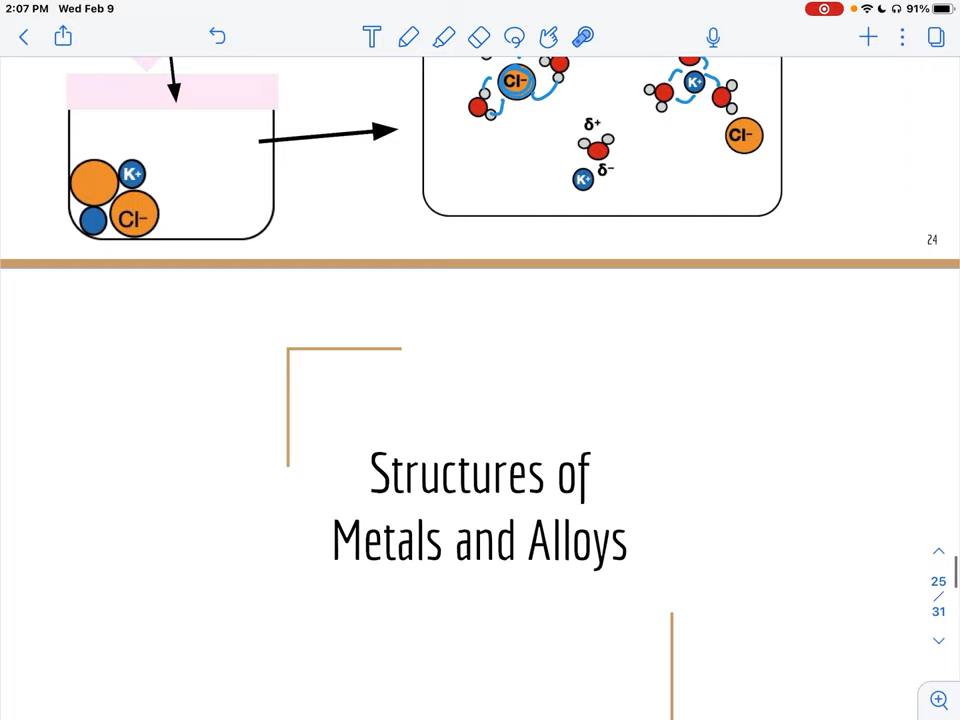 2:07 PM Wed Feb 9
91%
T
Cl−
K+
δ+
Cl−
K+
δ−
K+
Cl−
24
Structures of
Metals and Alloys
25
/
31